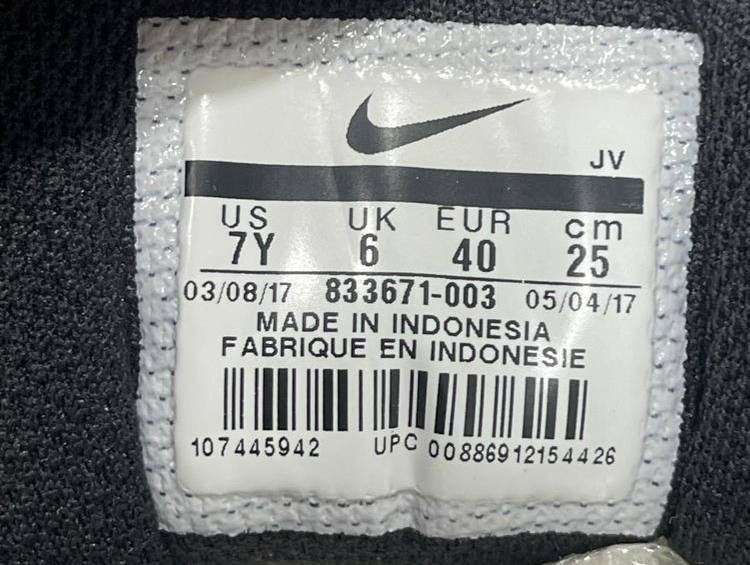 JV
US UK EUR cm
7Y 6 40 25
03/08/17 833671-003 05/04/17
MADE IN INDONESIA
FABRIQUE EN INDONESIE
107445942 UPC 00886912154426